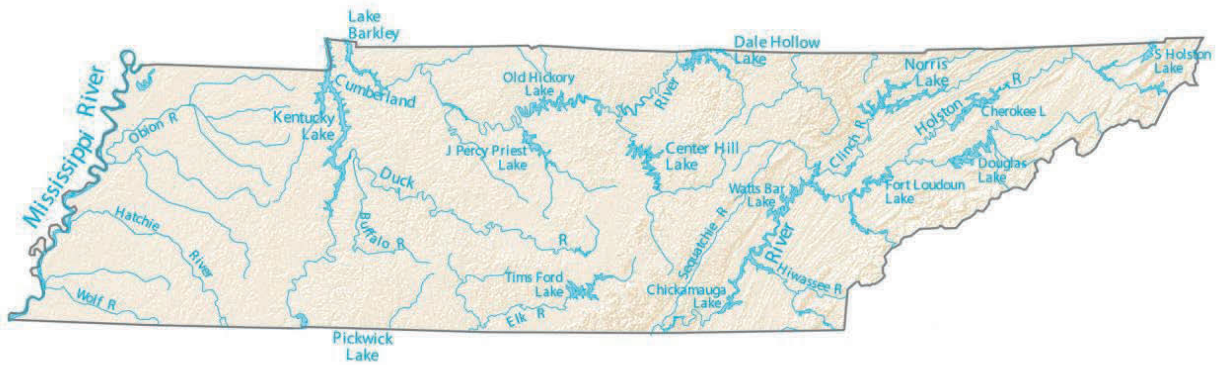 Lake
Barkley
Dale Hollow
Lake
S Holston
Lake
Norris
Lake
Old Hickory
Lake
River
Cumberland
Kentucky
Lake
Mississippi River
Obion R
Holston R
Cherokee L
Clinch R
J Percy Priest
Lake
Center Hill
Lake
Douglas
Lake
Duck R
Watts Bar
Lake
Fort Loudoun
Lake
Hatchie River
Buffalo R
Sequatchie R
River
Hiwassee R
Tims Ford
Lake
Chickamauga
Lake
Wolf R
Elk R
Pickwick
Lake